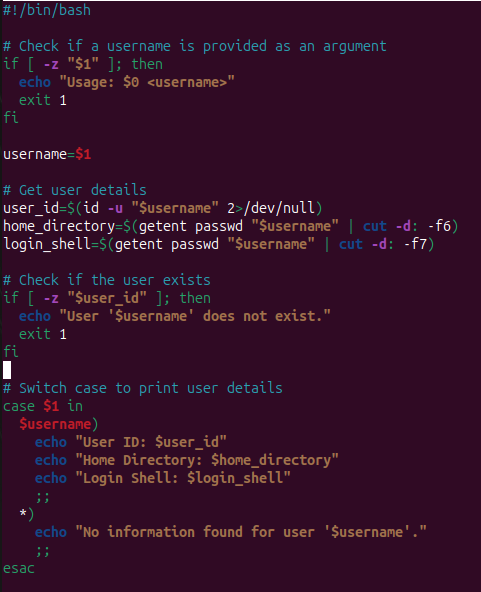 #!/bin/bash

# Check if a username is provided as an argument
if [ -z "$1" ]; then
  echo "Usage: $0 <username>"
  exit 1
fi

username=$1

# Get user details
user_id=$(id -u "$username" 2>/dev/null)
home_directory=$(getent passwd "$username" | cut -d: -f6)
login_shell=$(getent passwd "$username" | cut -d: -f7)

# Check if the user exists
if [ -z "$user_id" ]; then
  echo "User '$username' does not exist."
  exit 1
fi

# Switch case to print user details
case $1 in
  $username)
    echo "User ID: $user_id"
    echo "Home Directory: $home_directory"
    echo "Login Shell: $login_shell"
    ;;
  *)
    echo "No information found for user '$username'."
    ;;
esac